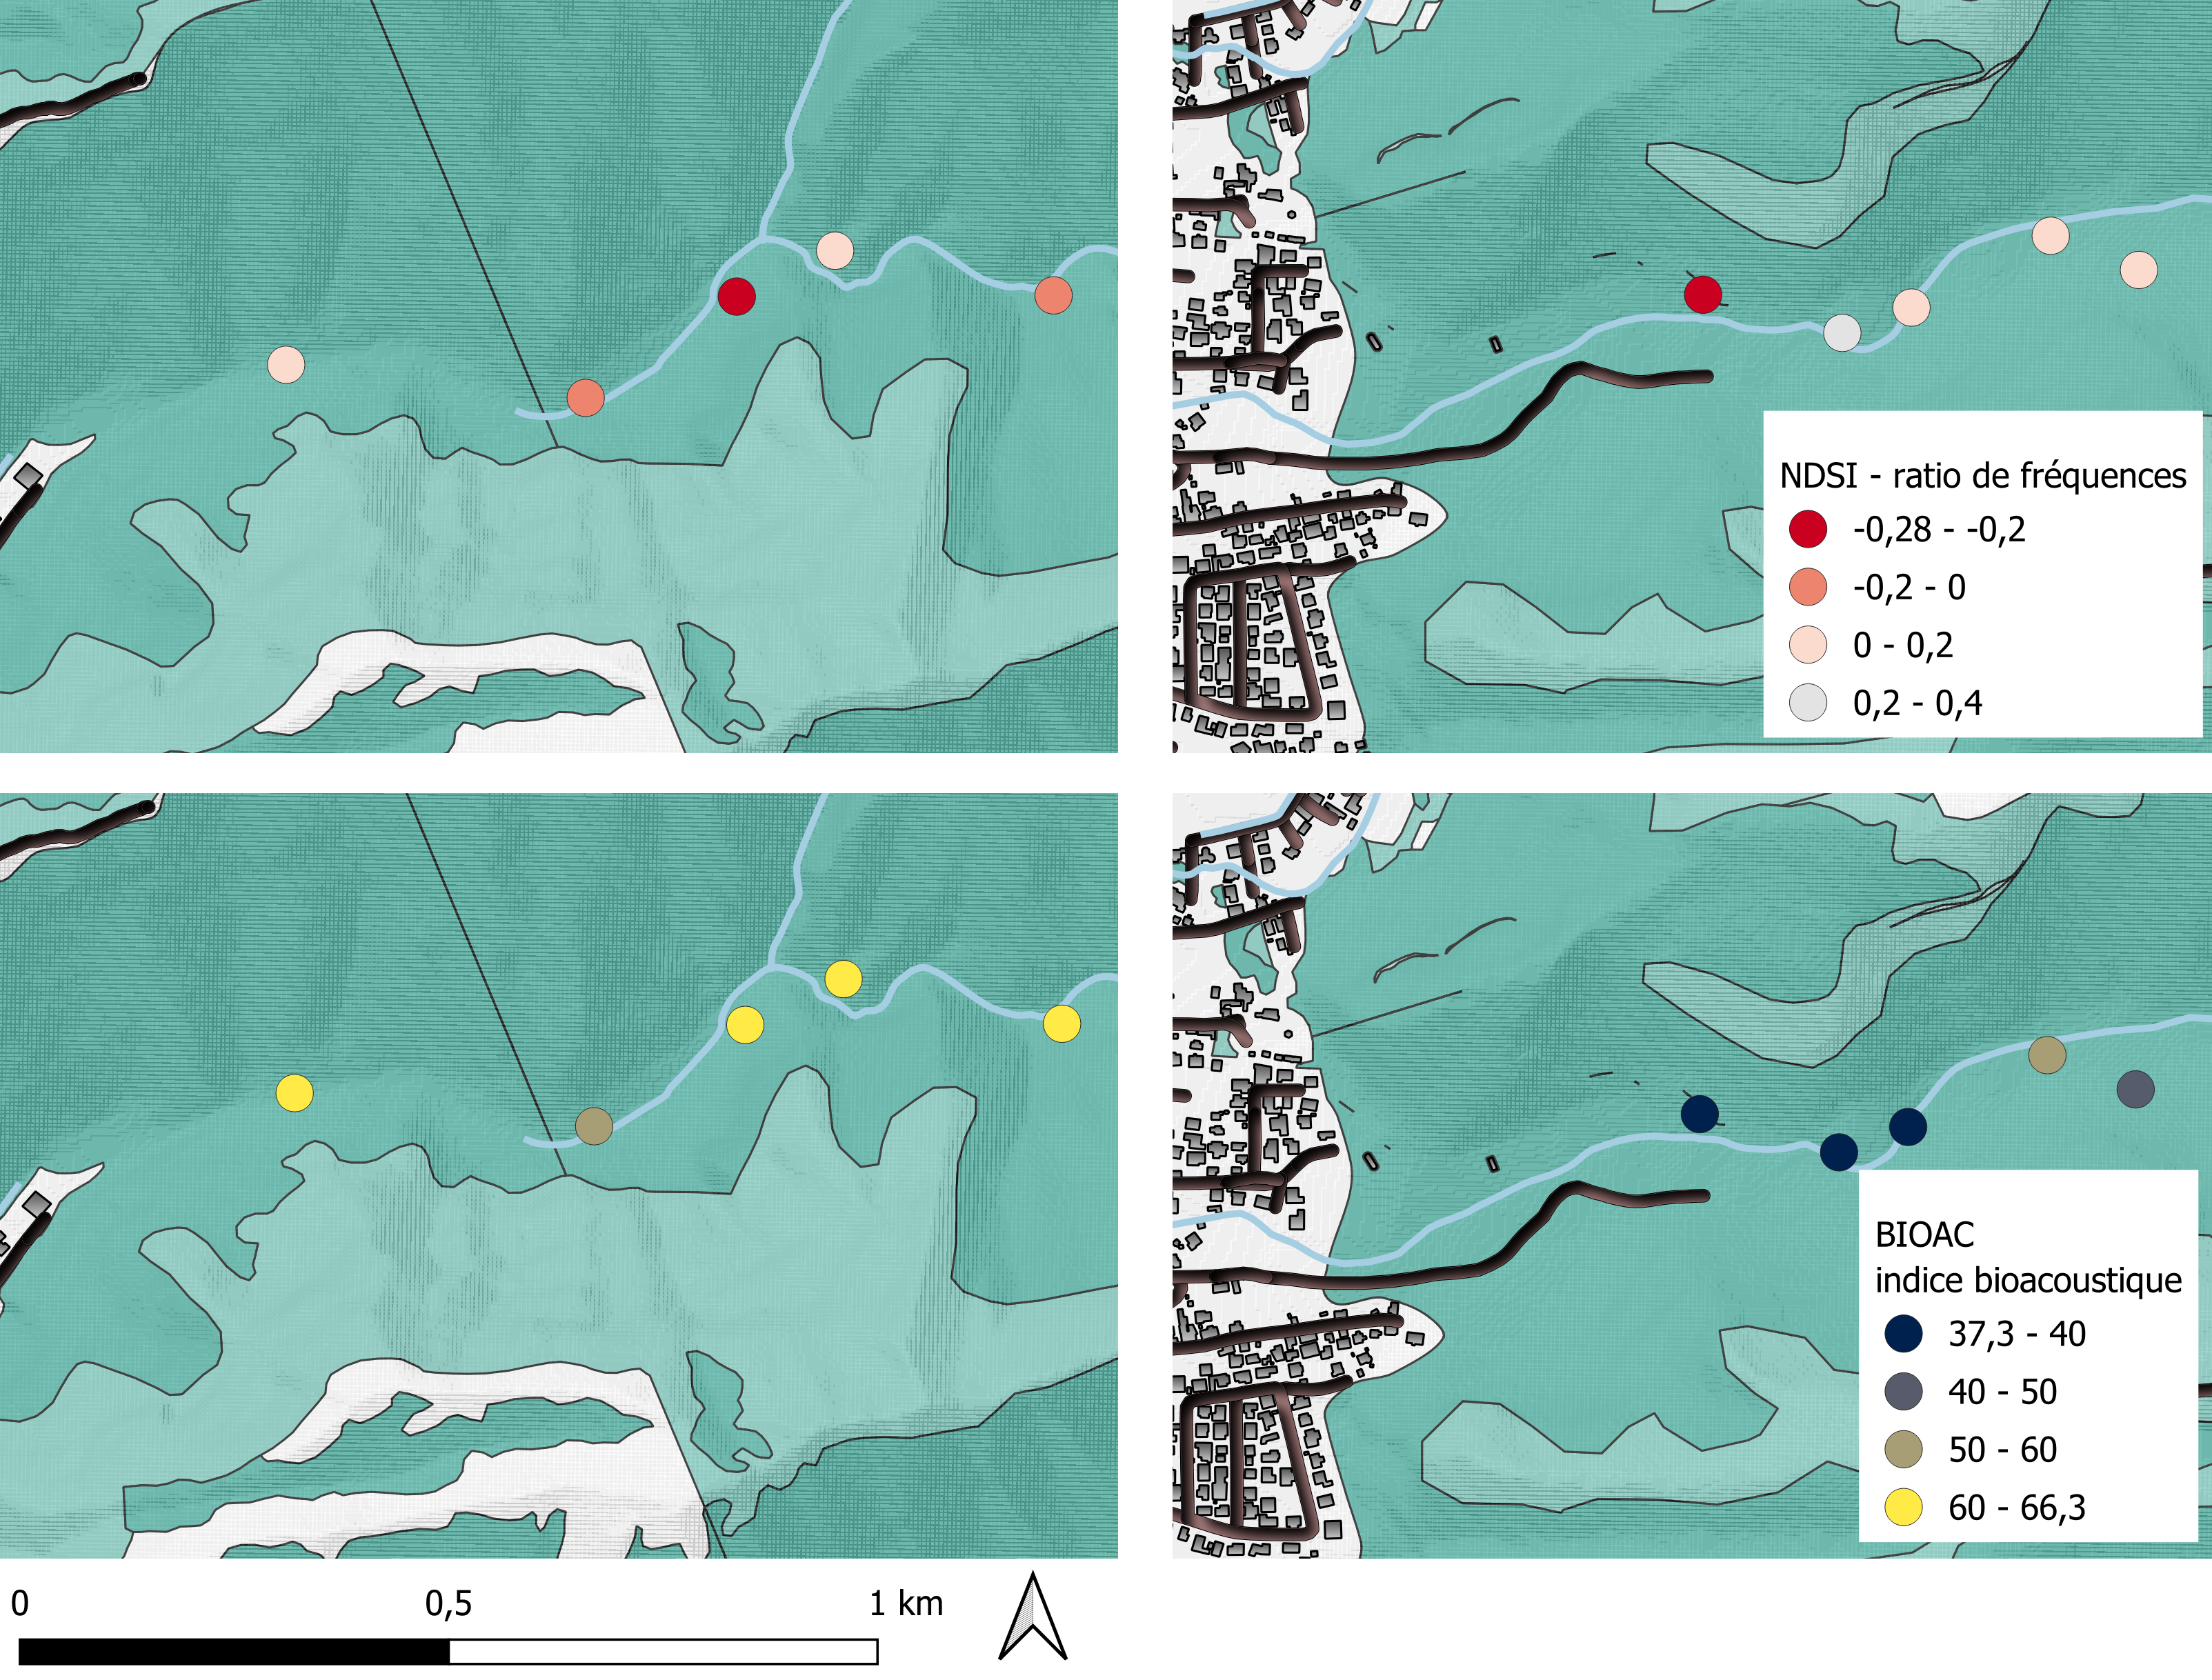 NDSI - ratio de fréquences
-0,28 - -0,2
-0,2 - 0
0 - 0,2
0,2 - 0,4
BIOAC
indice bioacoustique
37,3 - 40
40 - 50
50 - 60
60 - 66,3
0 0,5 1 km